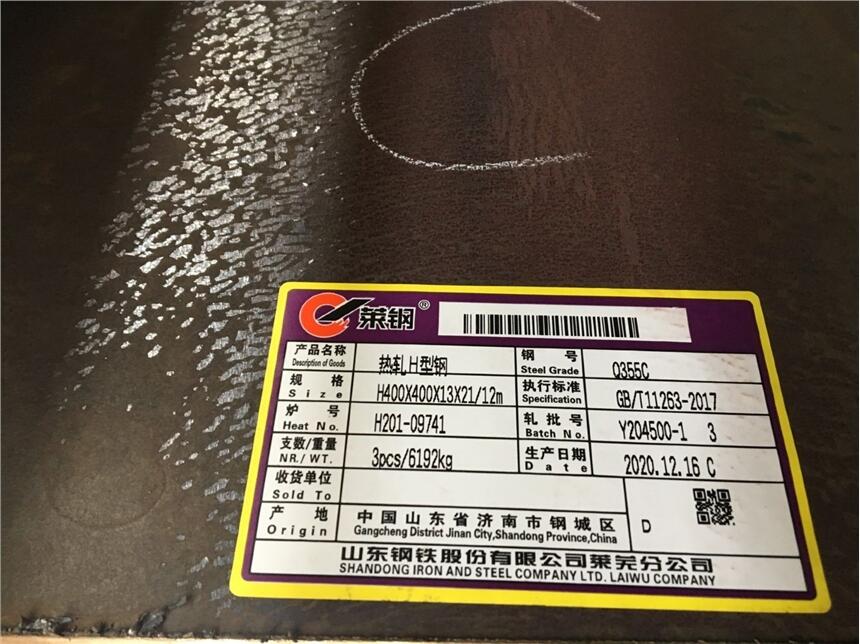 C
莱钢®
产品名称 热轧H型钢 钢号 Q355C
Description of Goods Steel Grade
规格 H400X400X13X21/12m 执行标准 GB/T11263-2017
Size Specification
炉号 H201-09741 轧批号 Y204500-1 3
Heat No. Batch No.
支数/重量 3pcs/6192kg 生产日期 2020.12.16 C
NR./WT. Date
收货单位
Sold To
产地 中国山东省济南市钢城区 D
Origin Gangcheng District Jinan City,Shandong Province,China
山东钢铁股份有限公司莱芜分公司
SHANDONG IRON AND STEEL COMPANY LTD. LAIWU COMPANY